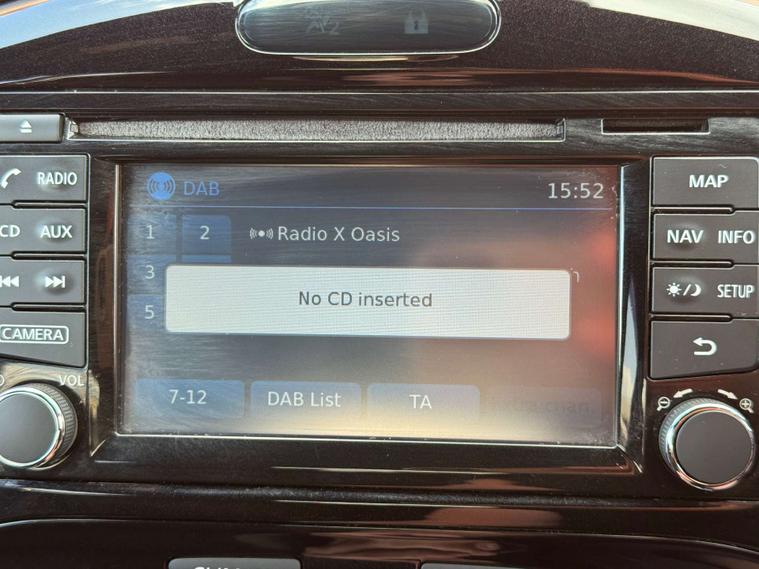 RADIO
CD AUX
CAMERA
VOL
DAB
15:52
1 2
Radio X Oasis
3
No CD inserted
5
7-12
DAB List
TA
MAP
NAV INFO
SETUP